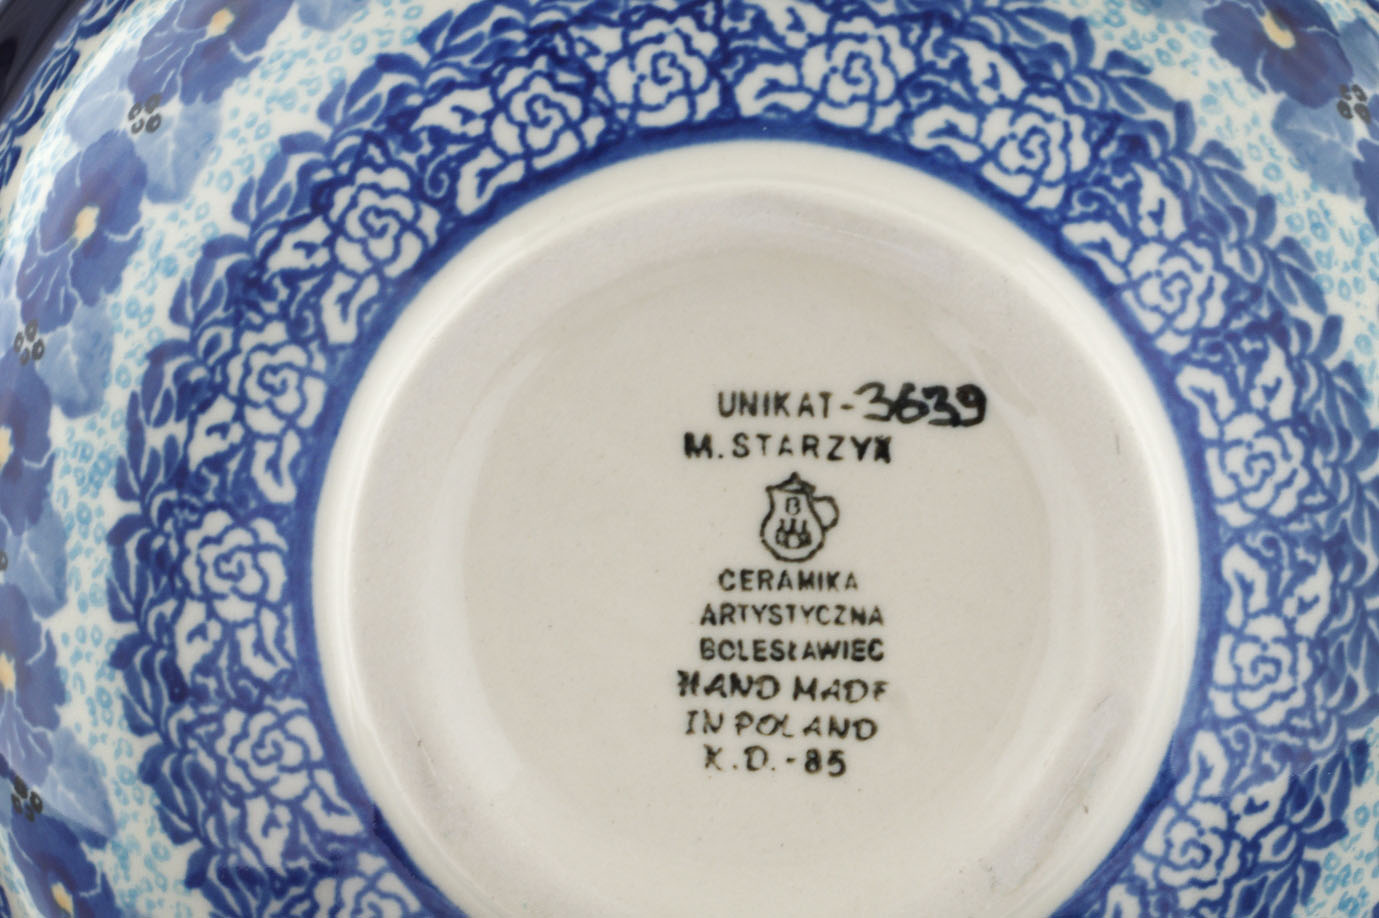 UNIKAT-3639
M.STARZYK
B
CERAMIKA
ARTYSTYCZNA
BOLESŁAWIEC
HAND MADE
IN POLAND
K.D.-85